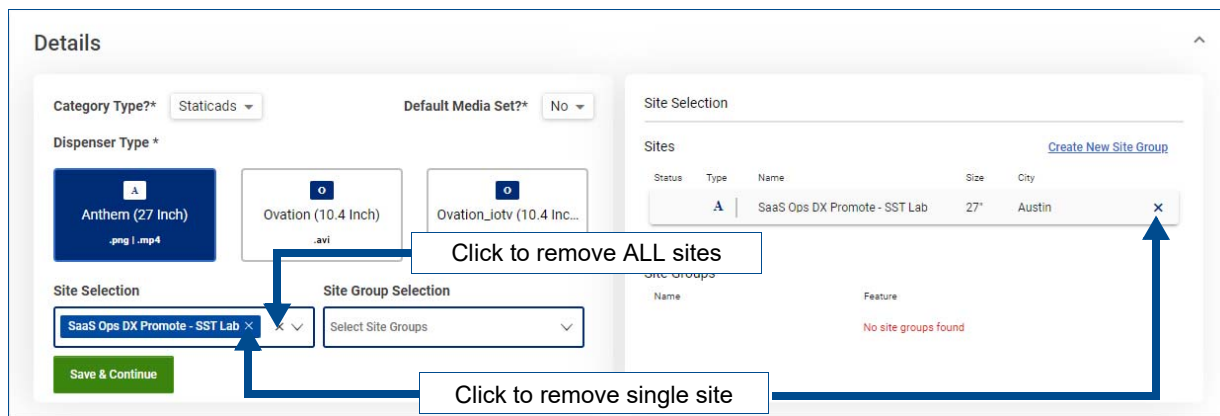 Details
Category Type?* Staticads
Default Media Set?* No
Dispenser Type *
A
Anthem (27 Inch)
.png | .mp4
O
Ovation (10.4 Inch)
.avi
O
Ovation_iotv (10.4 Inc...
Click to remove ALL sites
Site Selection
SaaS Ops DX Promote - SST Lab × × 
Site Group Selection
Select Site Groups
Save & Continue
Click to remove single site
Site Selection
Sites Create New Site Group
Status Type Name Size City
A SaaS Ops DX Promote - SST Lab 27" Austin ×
Site Groups
Name Feature
No site groups found